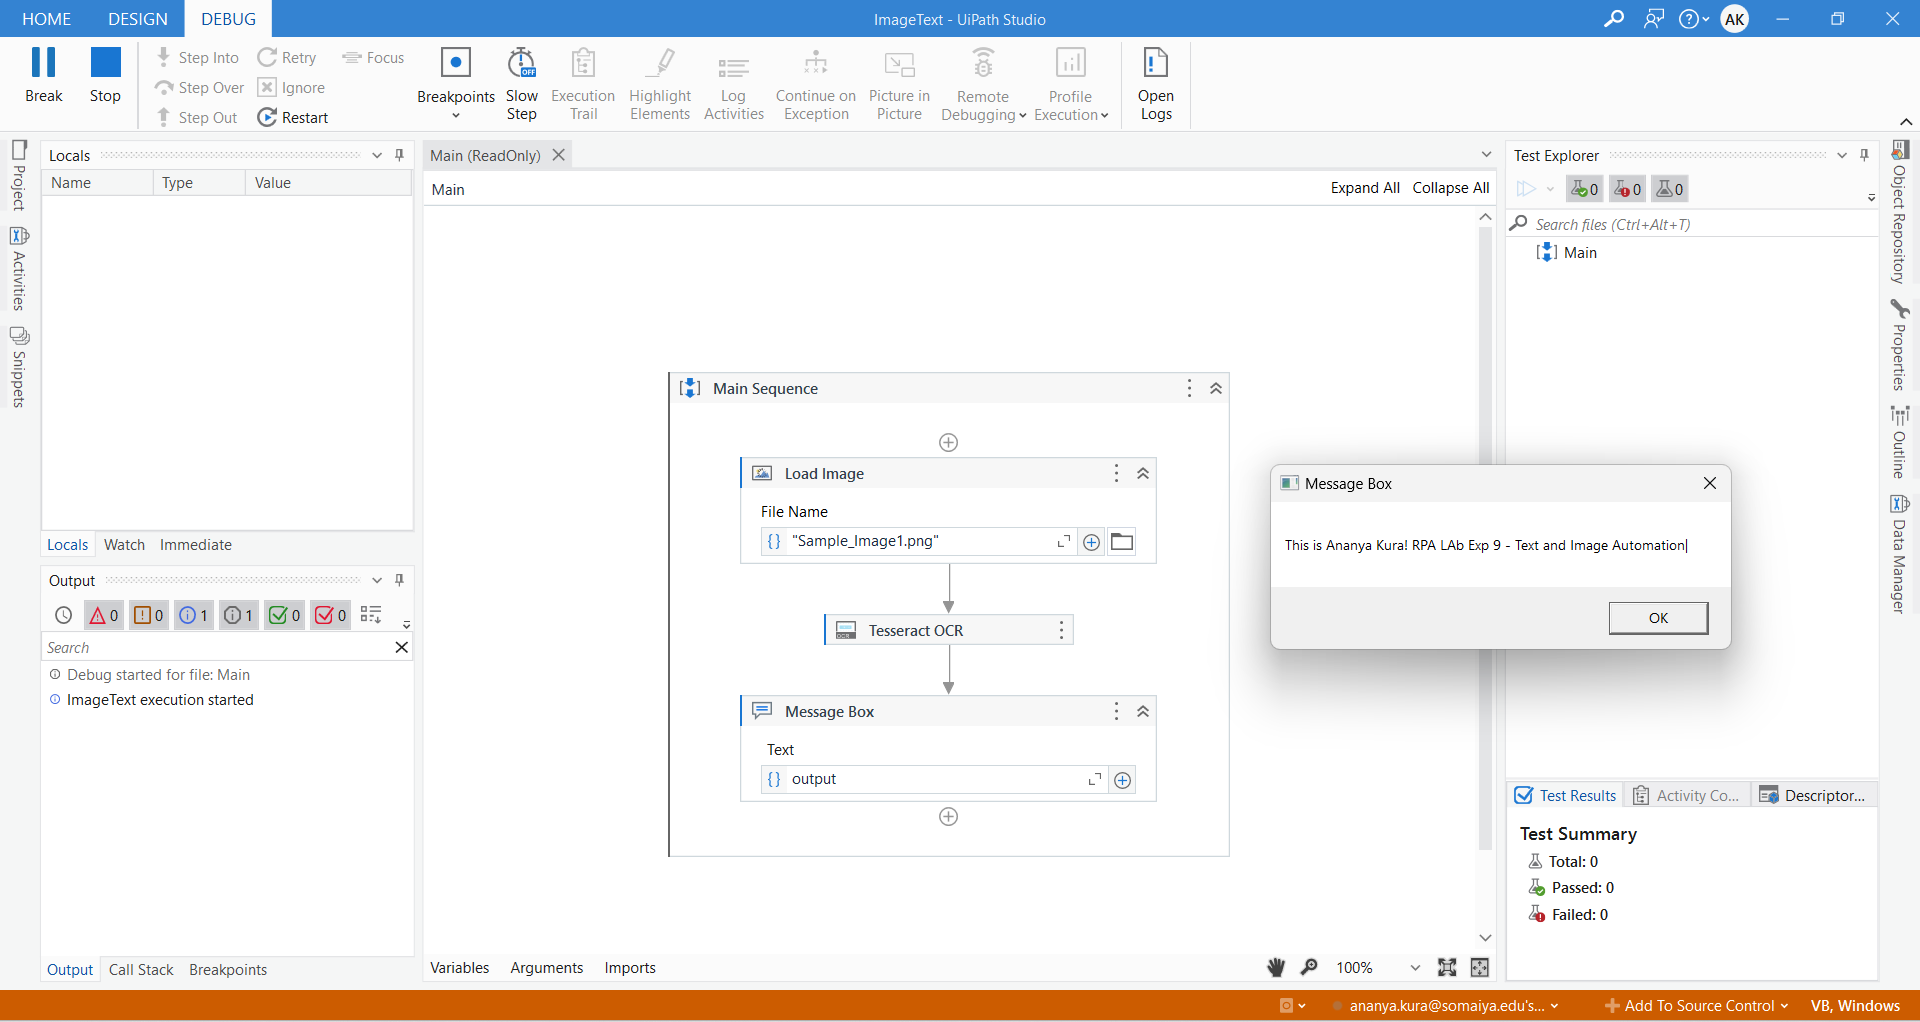 HOME DESIGN DEBUG ImageText - UiPath Studio AK
Break Stop Step Into Step Over Step Out Retry Ignore Restart Focus
Breakpoints Slow Step OFF Execution Trail Highlight Elements Log Activities Continue on Exception Picture in Picture Remote Debugging Profile Execution Open Logs
Project
Activities
Snippets
Locals
Name Type Value
Locals Watch Immediate
Output
0 0 1 1 0 0
Search
Debug started for file: Main
ImageText execution started
Output Call Stack Breakpoints
Main (ReadOnly)
Main Expand All Collapse All
Main Sequence
Load Image
File Name
{} "Sample_Image1.png"
OCR Tesseract OCR
Message Box
Text
{} output
Variables Arguments Imports 100%
Message Box
This is Ananya Kura! RPA LAb Exp 9 - Text and Image Automation|
OK
Test Explorer
0 0 0
Search files (Ctrl+Alt+T)
Main
Test Results Activity Co... Descriptor...
Test Summary
Total: 0
Passed: 0
Failed: 0
Object Repository
Properties
Outline
Data Manager
ananya.kura@somaiya.edu's... Add To Source Control VB, Windows